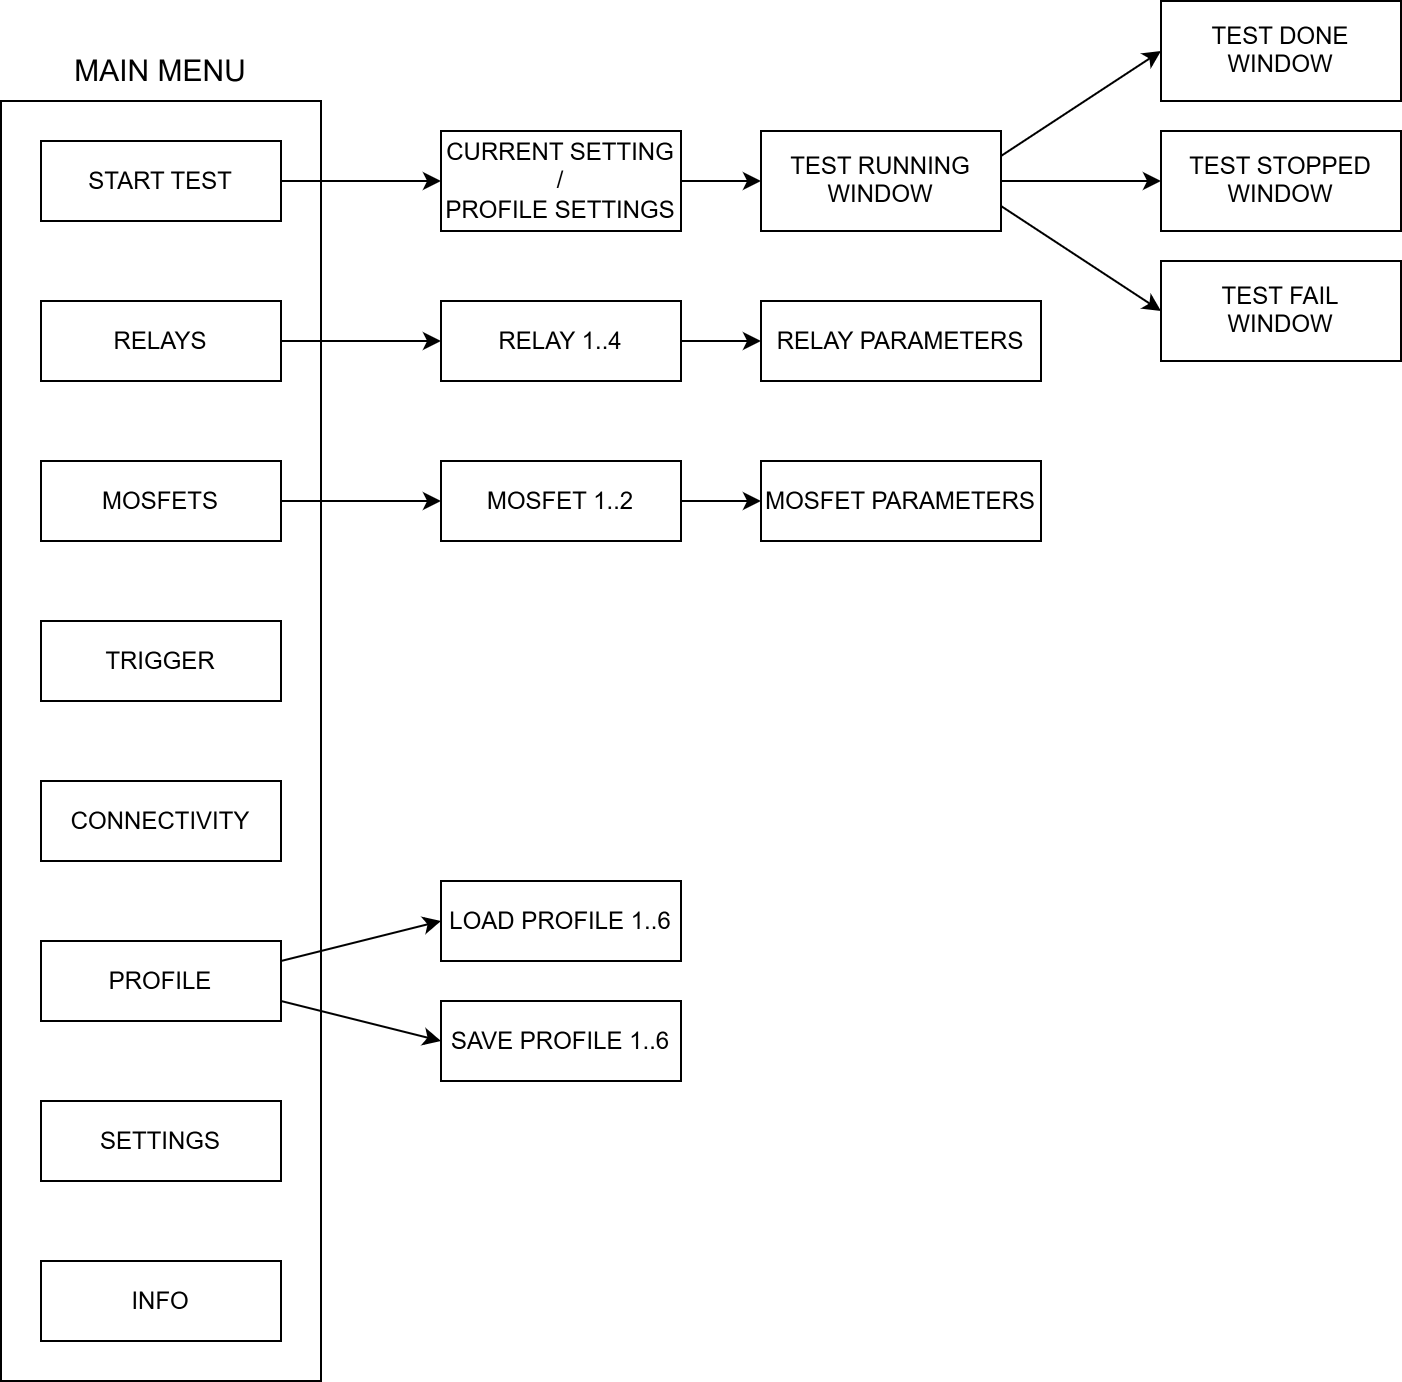 MAIN MENU
START TEST
CURRENT SETTING
/
PROFILE SETTINGS
TEST RUNNING
WINDOW
TEST DONE
WINDOW
TEST STOPPED
WINDOW
TEST FAIL
WINDOW
RELAYS
RELAY 1..4
RELAY PARAMETERS
MOSFETS
MOSFET 1..2
MOSFET PARAMETERS
TRIGGER
CONNECTIVITY
PROFILE
LOAD PROFILE 1..6
SAVE PROFILE 1..6
SETTINGS
INFO